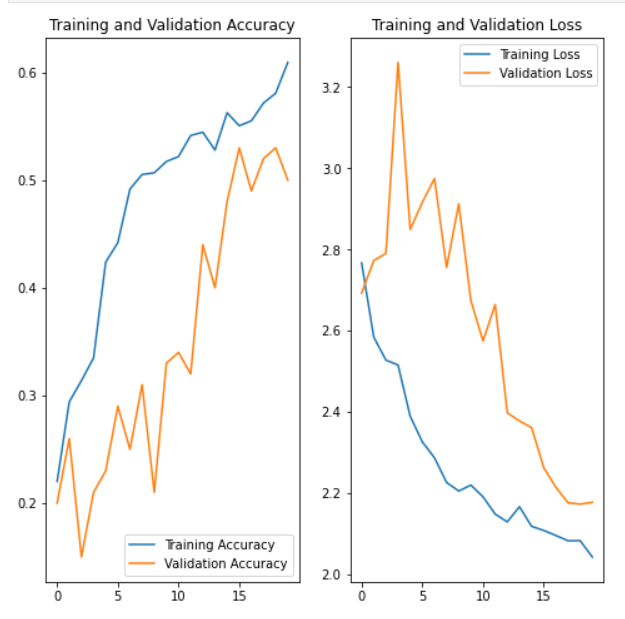 Training and Validation Accuracy
0.6
0.5
0.4
0.3
0.2
Training Accuracy
Validation Accuracy
0 5 10 15
Training and Validation Loss
Training Loss
Validation Loss
3.2
3.0
2.8
2.6
2.4
2.2
2.0
0 5 10 15